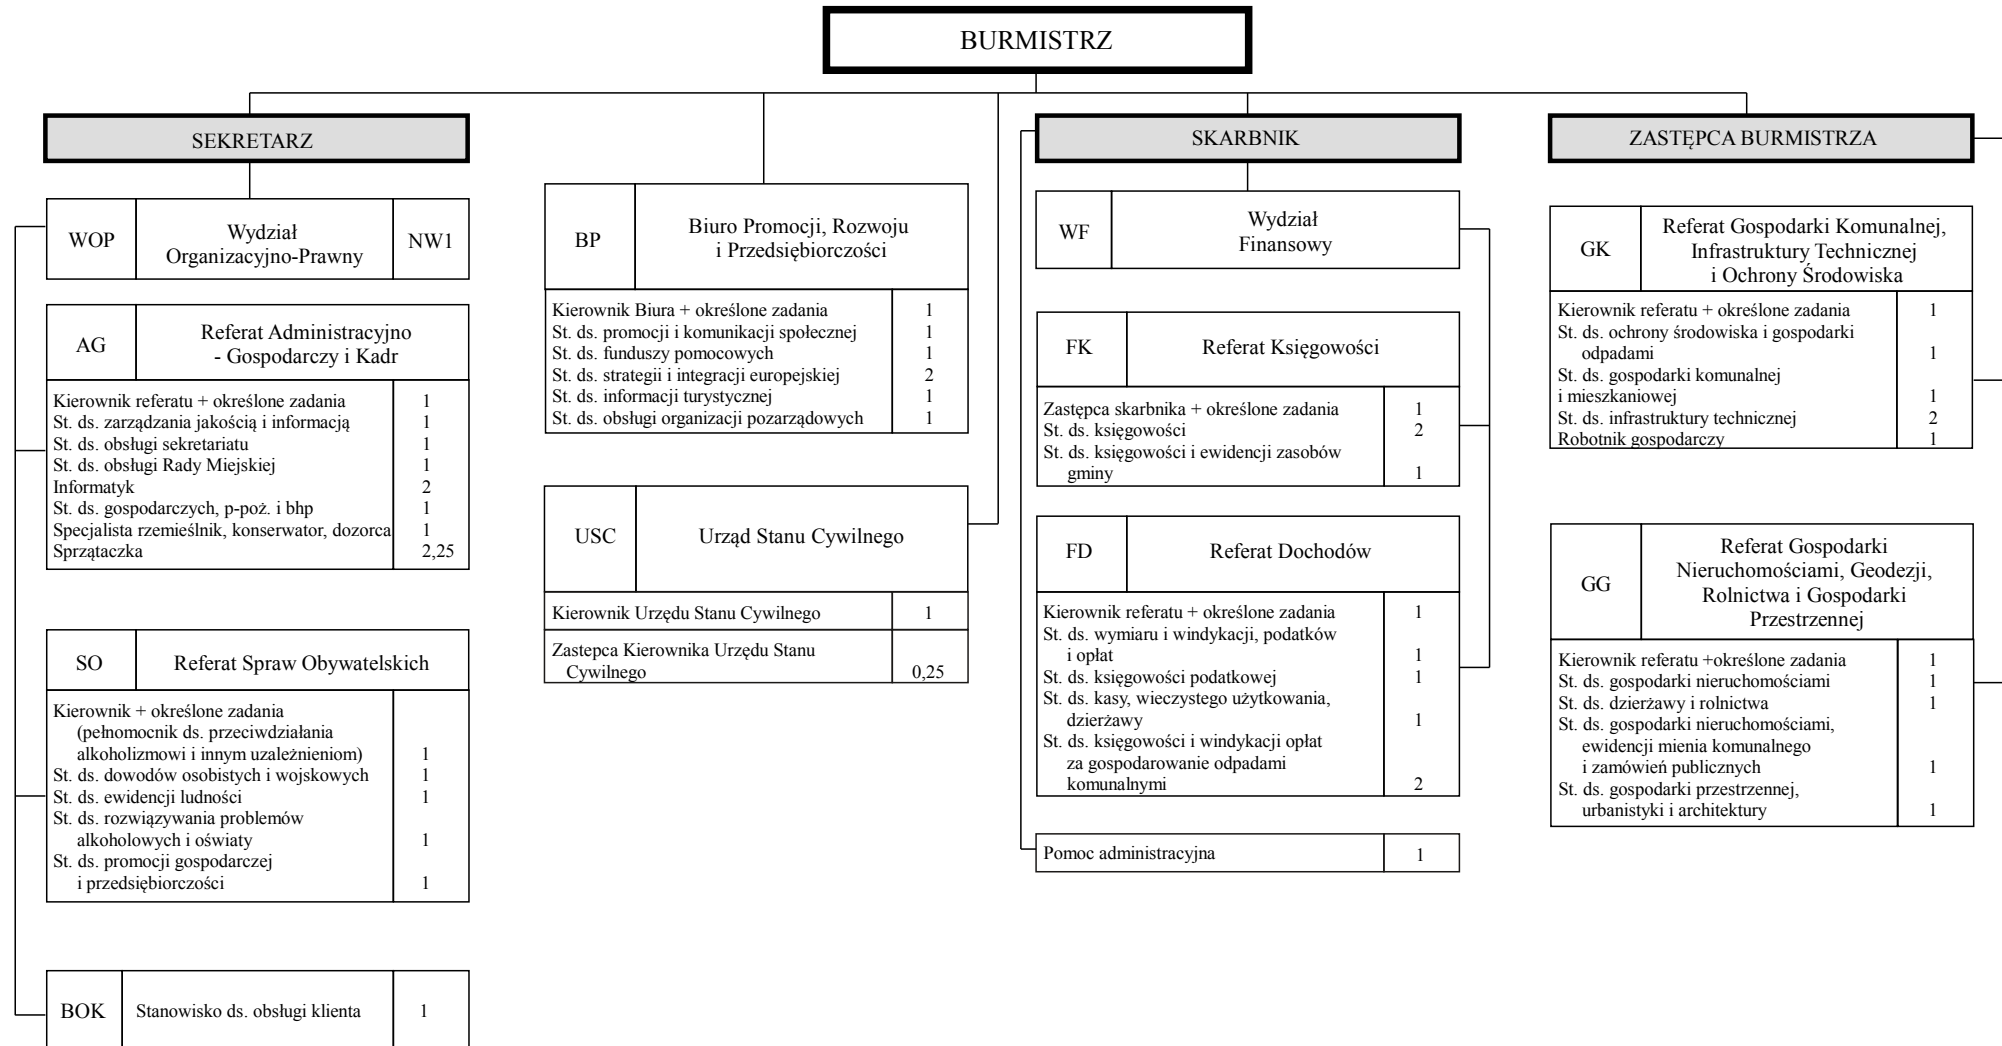 BURMISTRZ
SEKRETARZ
WOP
Wydział
Organizacyjno-Prawny
NW1
AG
Referat Administracyjno
- Gospodarczy i Kadr
Kierownik referatu + określone zadania 1
St. ds. zarządzania jakością i informacją 1
St. ds. obsługi sekretariatu 1
St. ds. obsługi Rady Miejskiej 1
Informatyk 2
St. ds. gospodarczych, p-poż. i bhp 1
Specjalista rzemieślnik, konserwator, dozorca 1
Sprzątaczka 2,25
SO
Referat Spraw Obywatelskich
Kierownik + określone zadania
(pełnomocnik ds. przeciwdziałania
alkoholizmowi i innym uzależnieniom) 1
St. ds. dowodów osobistych i wojskowych 1
St. ds. ewidencji ludności 1
St. ds. rozwiązywania problemów
alkoholowych i oświaty 1
St. ds. promocji gospodarczej
i przedsiębiorczości 1
BOK
Stanowisko ds. obsługi klienta 1
BP
Biuro Promocji, Rozwoju
i Przedsiębiorczości
Kierownik Biura + określone zadania 1
St. ds. promocji i komunikacji społecznej 1
St. ds. funduszy pomocowych 1
St. ds. strategii i integracji europejskiej 2
St. ds. informacji turystycznej 1
St. ds. obsługi organizacji pozarządowych 1
USC
Urząd Stanu Cywilnego
Kierownik Urzędu Stanu Cywilnego 1
Zastepca Kierownika Urzędu Stanu
Cywilnego 0,25
SKARBNIK
WF
Wydział
Finansowy
FK
Referat Księgowości
Zastępca skarbnika + określone zadania 1
St. ds. księgowości 2
St. ds. księgowości i ewidencji zasobów
gminy 1
FD
Referat Dochodów
Kierownik referatu + określone zadania 1
St. ds. wymiaru i windykacji, podatków
i opłat 1
St. ds. księgowości podatkowej 1
St. ds. kasy, wieczystego użytkowania,
dzierżawy 1
St. ds. księgowości i windykacji opłat
za gospodarowanie odpadami
komunalnymi 2
Pomoc administracyjna 1
ZASTĘPCA BURMISTRZA
GK
Referat Gospodarki Komunalnej,
Infrastruktury Technicznej
i Ochrony Środowiska
Kierownik referatu + określone zadania 1
St. ds. ochrony środowiska i gospodarki
odpadami 1
St. ds. gospodarki komunalnej
i mieszkaniowej 1
St. ds. infrastruktury technicznej 2
Robotnik gospodarczy 1
GG
Referat Gospodarki
Nieruchomościami, Geodezji,
Rolnictwa i Gospodarki
Przestrzennej
Kierownik referatu +określone zadania 1
St. ds. gospodarki nieruchomościami 1
St. ds. dzierżawy i rolnictwa 1
St. ds. gospodarki nieruchomościami,
ewidencji mienia komunalnego
i zamówień publicznych 1
St. ds. gospodarki przestrzennej,
urbanistyki i architektury 1